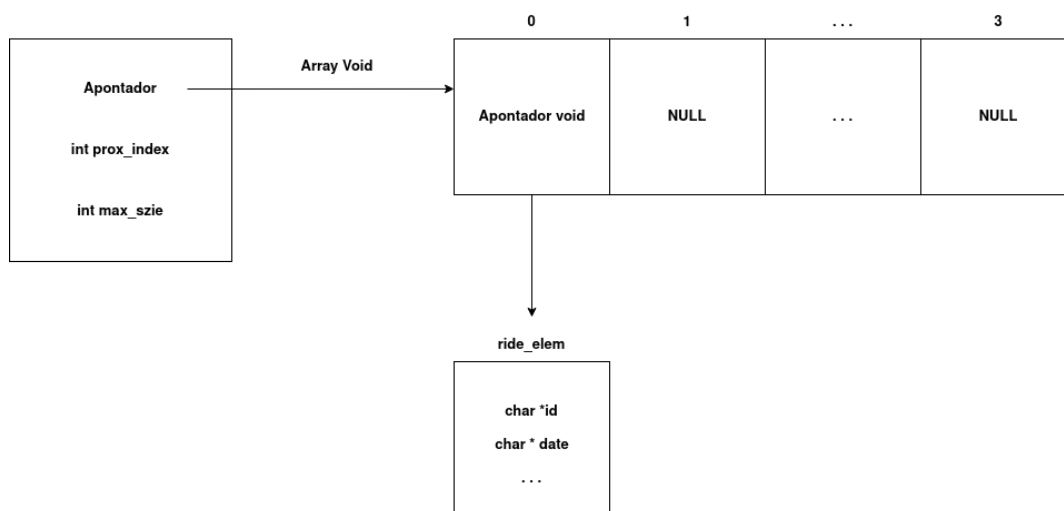 0 1 . . . 3
Apontador
int prox_index
int max_szie
Array Void
Apontador void
NULL
. . .
NULL
ride_elem
char *id
char * date
. . .